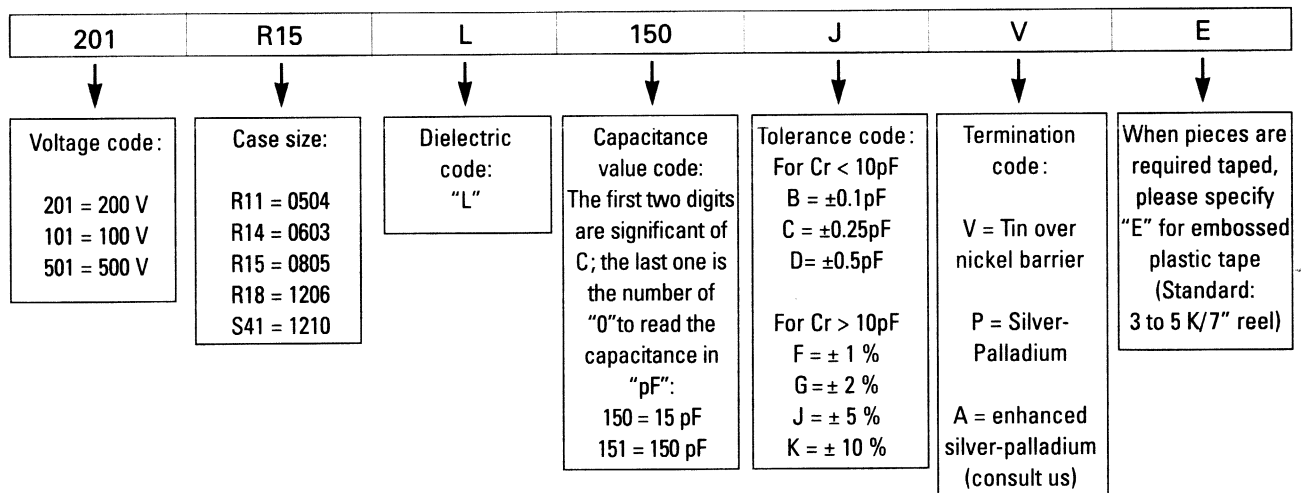 201 R15 L 150 J V E
Voltage code:
201 = 200 V
101 = 100 V
501 = 500 V
Case size:
R11 = 0504
R14 = 0603
R15 = 0805
R18 = 1206
S41 = 1210
Dielectric
code:
"L"
Capacitance
value code:
The first two digits
are significant of
C; the last one is
the number of
"0"to read the
capacitance in
"pF":
150 = 15 pF
151 = 150 pF
Tolerance code:
For Cr < 10pF
B = ±0.1pF
C = ±0.25pF
D= ±0.5pF
For Cr > 10pF
F = ± 1 %
G = ± 2 %
J = ± 5 %
K = ± 10 %
Termination
code:
V = Tin over
nickel barrier
P = Silver-
Palladium
A = enhanced
silver-palladium
(consult us)
When pieces are
required taped,
please specify
"E" for embossed
plastic tape
(Standard:
3 to 5 K/7" reel)